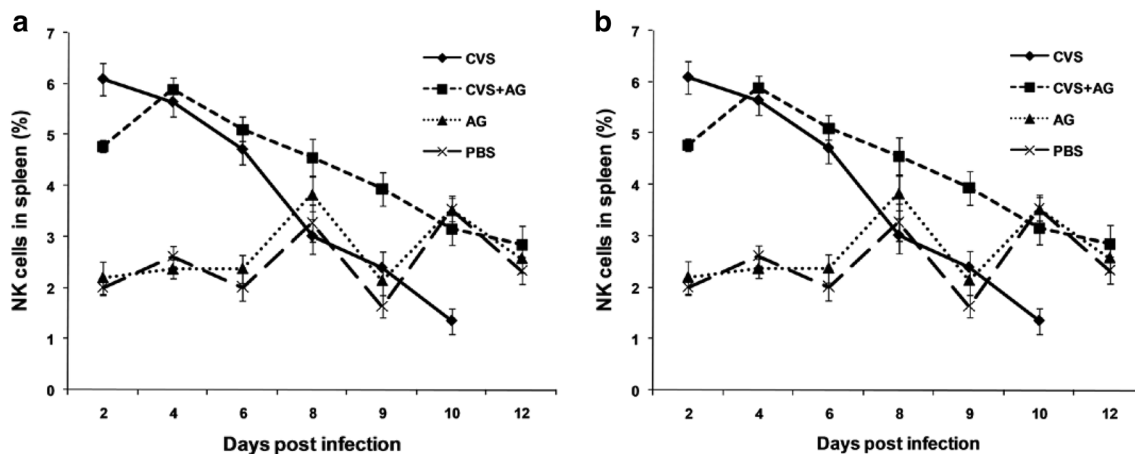 a
NK cells in spleen (%)
7
6
5
4
3
2
1
0
CVS
CVS+AG
AG
PBS
2 4 6 8 9 10 12
Days post infection
b
NK cells in spleen (%)
7
6
5
4
3
2
1
0
CVS
CVS+AG
AG
PBS
2 4 6 8 9 10 12
Days post infection